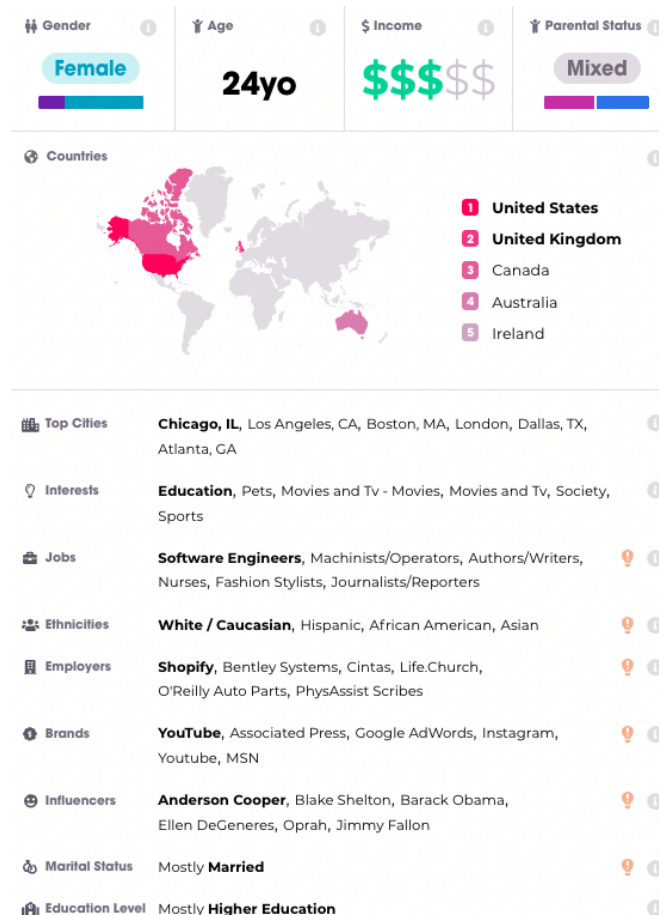 Gender
Age
$ Income
Parental Status
Female
24yo
$$$$$
Mixed
Countries
1 United States
2 United Kingdom
3 Canada
4 Australia
5 Ireland
Top Cities
Chicago, IL, Los Angeles, CA, Boston, MA, London, Dallas, TX,
Atlanta, GA
Interests
Education, Pets, Movies and Tv - Movies, Movies and Tv, Society,
Sports
Jobs
Software Engineers, Machinists/Operators, Authors/Writers,
Nurses, Fashion Stylists, Journalists/Reporters
Ethnicities
White / Caucasian, Hispanic, African American, Asian
Employers
Shopify, Bentley Systems, Cintas, Life.Church,
O'Reilly Auto Parts, PhysAssist Scribes
Brands
YouTube, Associated Press, Google AdWords, Instagram,
Youtube, MSN
Influencers
Anderson Cooper, Blake Shelton, Barack Obama,
Ellen DeGeneres, Oprah, Jimmy Fallon
Marital Status
Mostly Married
Education Level
Mostly Higher Education